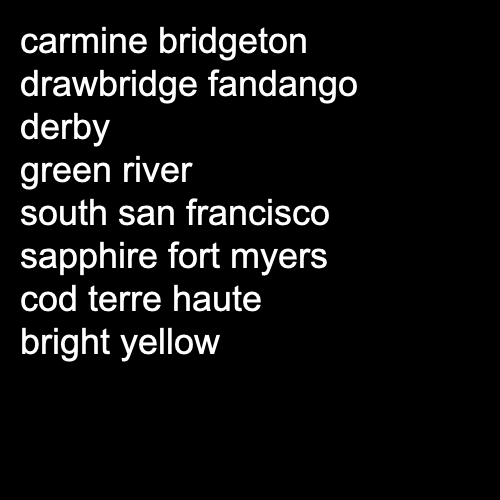 carmine bridgeton
drawbridge fandango
derby
green river
south san francisco
sapphire fort myers
cod terre haute
bright yellow